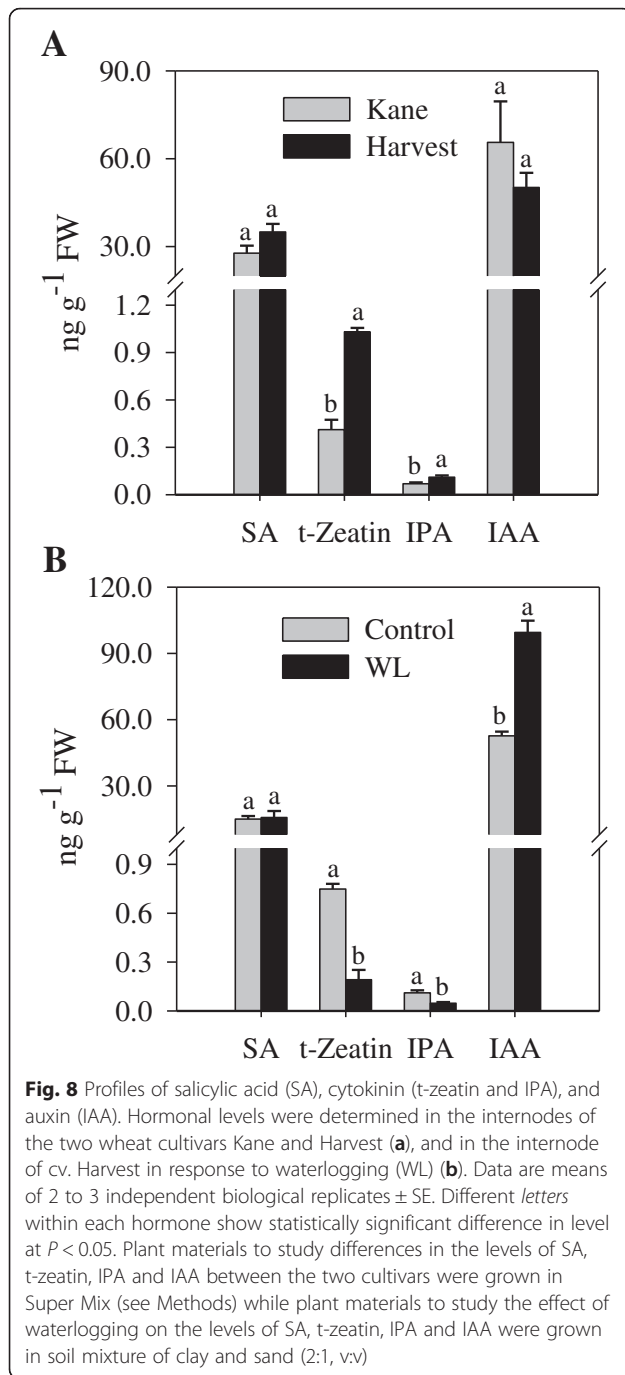 A
90.0
60.0
30.0
1.2
0.9
0.6
0.3
0.0
ng g-1 FW
Kane
Harvest
a
a
b
a
b
a
a
a
SA t-Zeatin IPA IAA
B
120.0
90.0
60.0
30.0
0.9
0.6
0.3
0.0
ng g-1 FW
Control
WL
a
a
a
b
a
b
b
a
SA t-Zeatin IPA IAA
Fig. 8 Profiles of salicylic acid (SA), cytokinin (t-zeatin and IPA), and
auxin (IAA). Hormonal levels were determined in the internodes of
the two wheat cultivars Kane and Harvest (a), and in the internode
of cv. Harvest in response to waterlogging (WL) (b). Data are means
of 2 to 3 independent biological replicates ± SE. Different letters
within each hormone show statistically significant difference in level
at P < 0.05. Plant materials to study differences in the levels of SA,
t-zeatin, IPA and IAA between the two cultivars were grown in
Super Mix (see Methods) while plant materials to study the effect of
waterlogging on the levels of SA, t-zeatin, IPA and IAA were grown
in soil mixture of clay and sand (2:1, v:v)